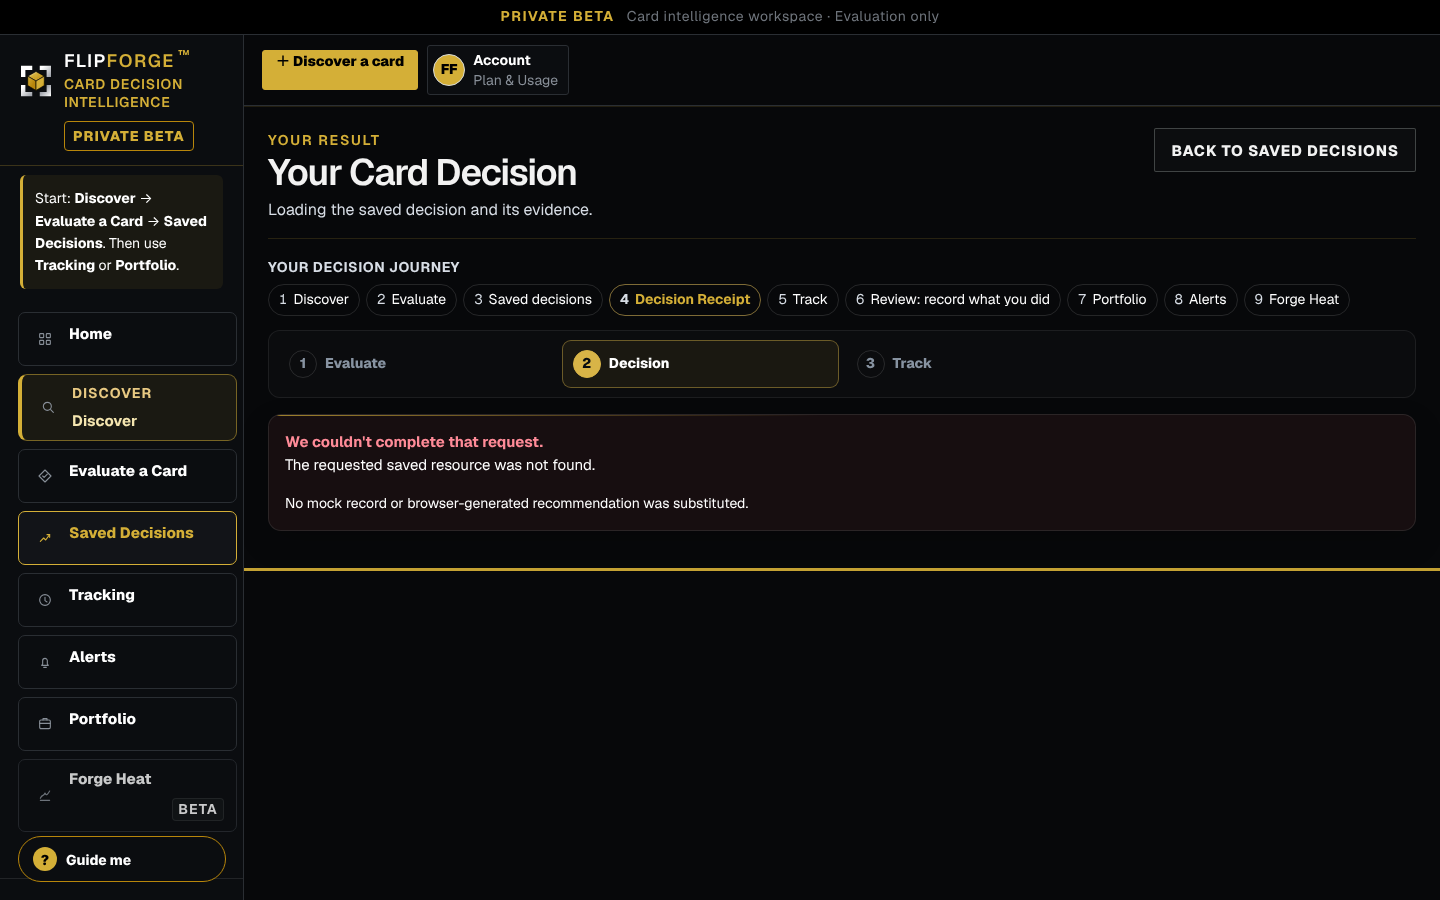 PRIVATE BETA Card intelligence workspace · Evaluation only
FLIPFORGE™
CARD DECISION
INTELLIGENCE
PRIVATE BETA
Start: Discover →
Evaluate a Card → Saved
Decisions. Then use
Tracking or Portfolio.
Home
DISCOVER
Discover
Evaluate a Card
Saved Decisions
Tracking
Alerts
Portfolio
Forge Heat
BETA
? Guide me
+ Discover a card
FF
Account
Plan & Usage
YOUR RESULT
Your Card Decision
Loading the saved decision and its evidence.
BACK TO SAVED DECISIONS
YOUR DECISION JOURNEY
1 Discover
2 Evaluate
3 Saved decisions
4 Decision Receipt
5 Track
6 Review: record what you did
7 Portfolio
8 Alerts
9 Forge Heat
1 Evaluate
2 Decision
3 Track
We couldn't complete that request.
The requested saved resource was not found.
No mock record or browser-generated recommendation was substituted.